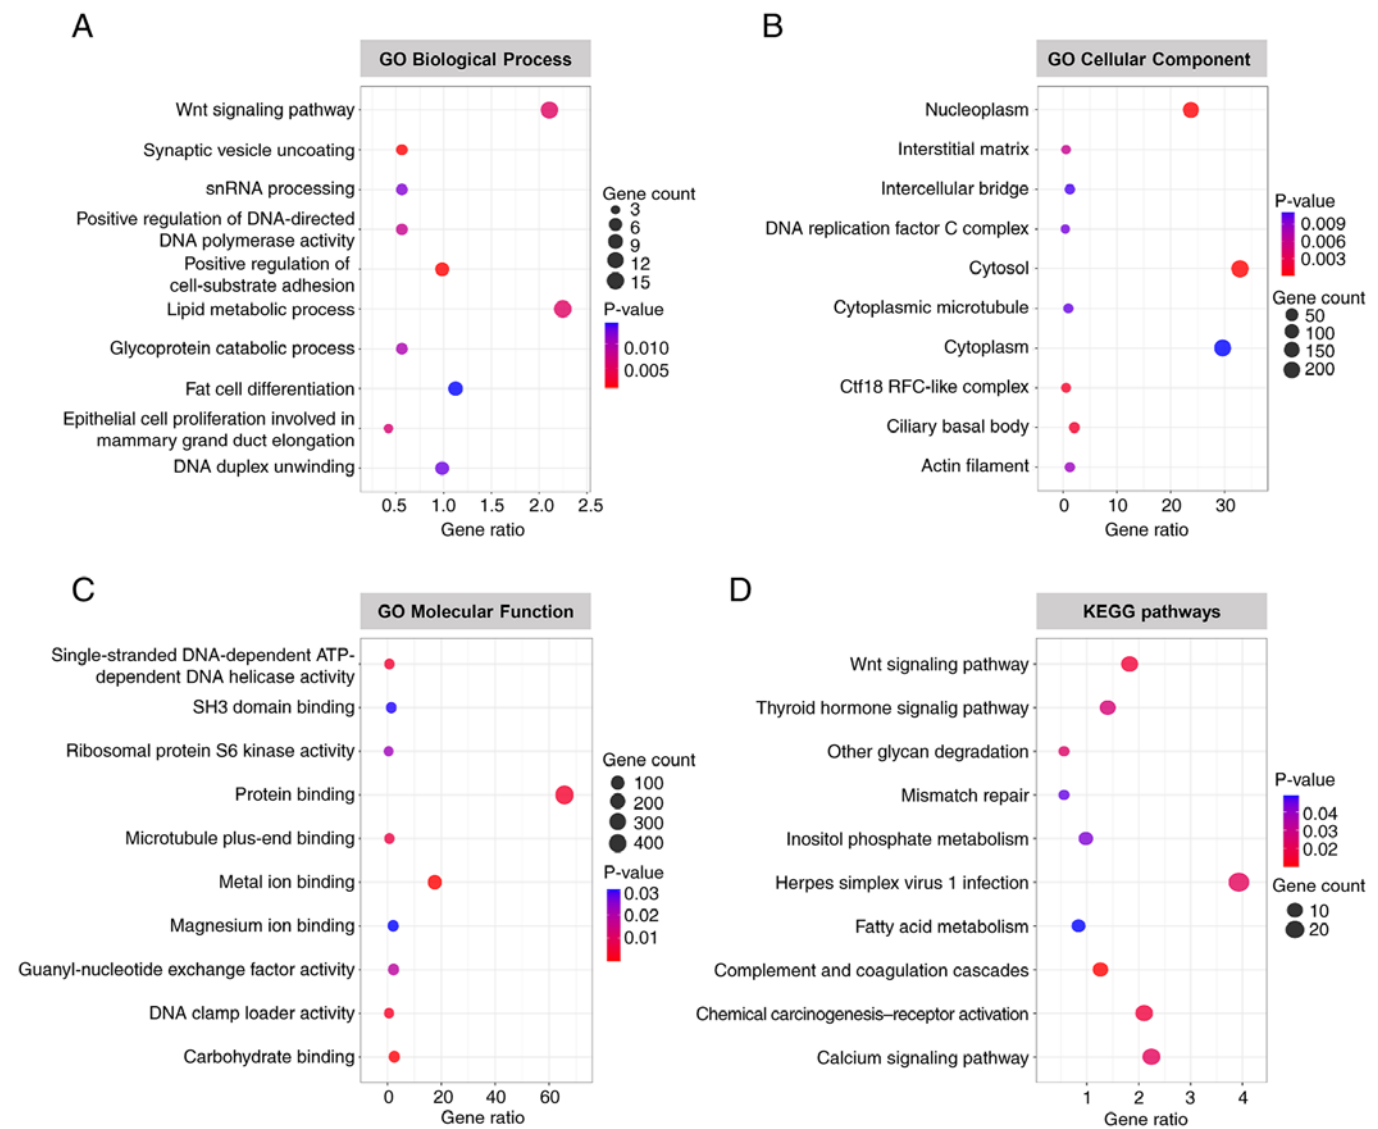 A
GO Biological Process
Wnt signaling pathway
Synaptic vesicle uncoating
snRNA processing
Positive regulation of DNA-directed
DNA polymerase activity
Positive regulation of
cell-substrate adhesion
Lipid metabolic process
Glycoprotein catabolic process
Fat cell differentiation
Epithelial cell proliferation involved in
mammary grand duct elongation
DNA duplex unwinding
0.5 1.0 1.5 2.0 2.5
Gene ratio
Gene count
3
6
9
12
15
P-value
0.010
0.005
B
GO Cellular Component
Nucleoplasm
Interstitial matrix
Intercellular bridge
DNA replication factor C complex
Cytosol
Cytoplasmic microtubule
Cytoplasm
Ctf18 RFC-like complex
Ciliary basal body
Actin filament
0 10 20 30
Gene ratio
P-value
0.009
0.006
0.003
Gene count
50
100
150
200
C
GO Molecular Function
Single-stranded DNA-dependent ATP-
dependent DNA helicase activity
SH3 domain binding
Ribosomal protein S6 kinase activity
Protein binding
Microtubule plus-end binding
Metal ion binding
Magnesium ion binding
Guanyl-nucleotide exchange factor activity
DNA clamp loader activity
Carbohydrate binding
0 20 40 60
Gene ratio
Gene count
100
200
300
400
P-value
0.03
0.02
0.01
D
KEGG pathways
Wnt signaling pathway
Thyroid hormone signalig pathway
Other glycan degradation
Mismatch repair
Inositol phosphate metabolism
Herpes simplex virus 1 infection
Fatty acid metabolism
Complement and coagulation cascades
Chemical carcinogenesis–receptor activation
Calcium signaling pathway
1 2 3 4
Gene ratio
P-value
0.04
0.03
0.02
Gene count
10
20